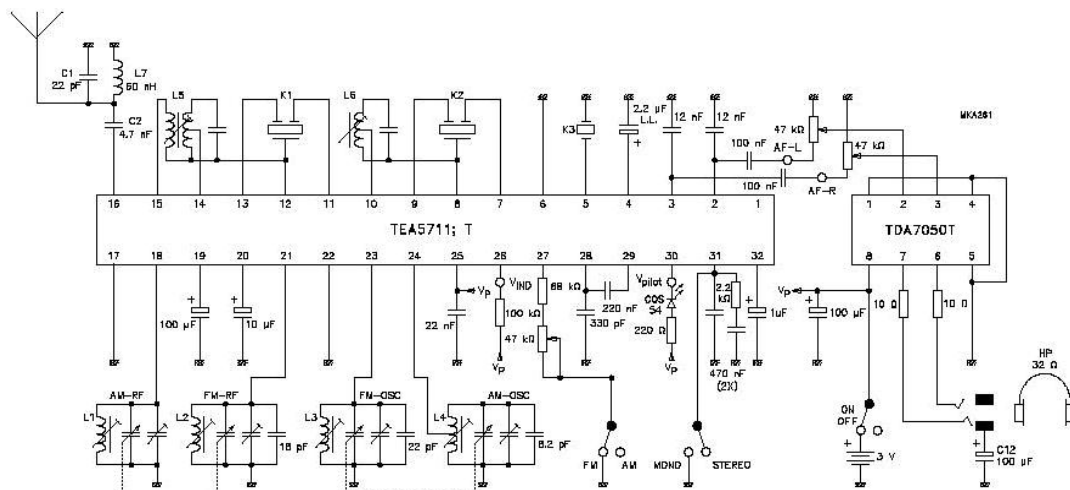 C1
22 pF
L7
60 nH
C2
4.7 nF
L5
K1
L6
K2
K3
2.2 µF
L.L.
+
12 nF
12 nF
100 nF
AF-L
47 kΩ
47 kΩ
100 nF
AF-R
MKA261
16 15 14 13 12 11 10 9 8 7 6 5 4 3 2 1
TEA5711; T
17 18 19 20 21 22 23 24 25 26 27 28 29 30 31 32
1 2 3 4
TDA7050T
8 7 6 5
+
100 µF
+
10 µF
22 nF
VP
VIND
100 kΩ
VP
68 kΩ
47 kΩ
330 pF
220 nF
Vpilot
54
220 Ω
VP
2.2
kΩ
470 nF
(2X)
+
1uF
VP
+
100 µF
10 Ω
10 Ω
HP
32 Ω
AM-RF
L1
FM-RF
L2
18 pF
FM-OSC
L3
22 pF
AM-OSC
L4
8.2 pF
FM AM
MONO STEREO
ON
OFF
+
3 V
+
C12
100 µF